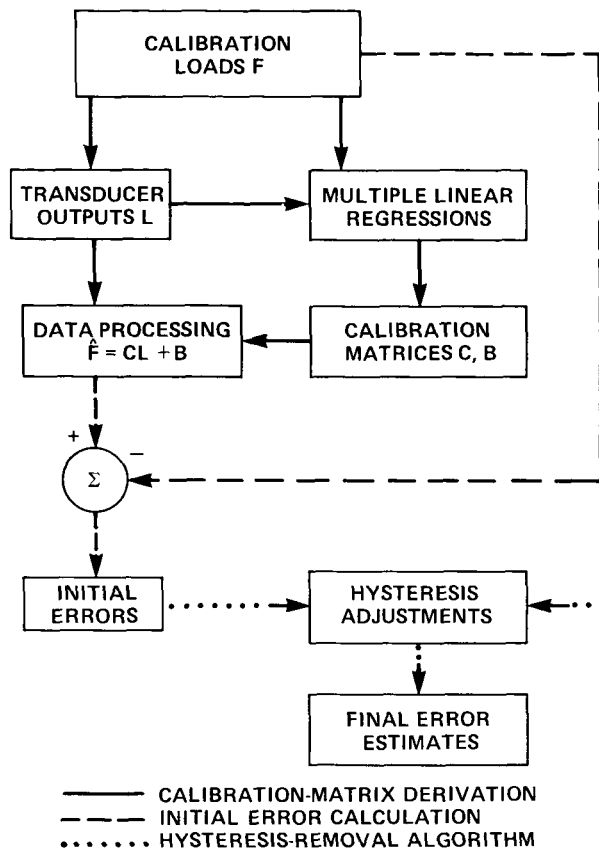 CALIBRATION
LOADS F
TRANSDUCER
OUTPUTS L
MULTIPLE LINEAR
REGRESSIONS
DATA PROCESSING
F̂ = CL + B
CALIBRATION
MATRICES C, B
+
−
Σ
INITIAL
ERRORS
HYSTERESIS
ADJUSTMENTS
FINAL ERROR
ESTIMATES
CALIBRATION-MATRIX DERIVATION
INITIAL ERROR CALCULATION
HYSTERESIS-REMOVAL ALGORITHM